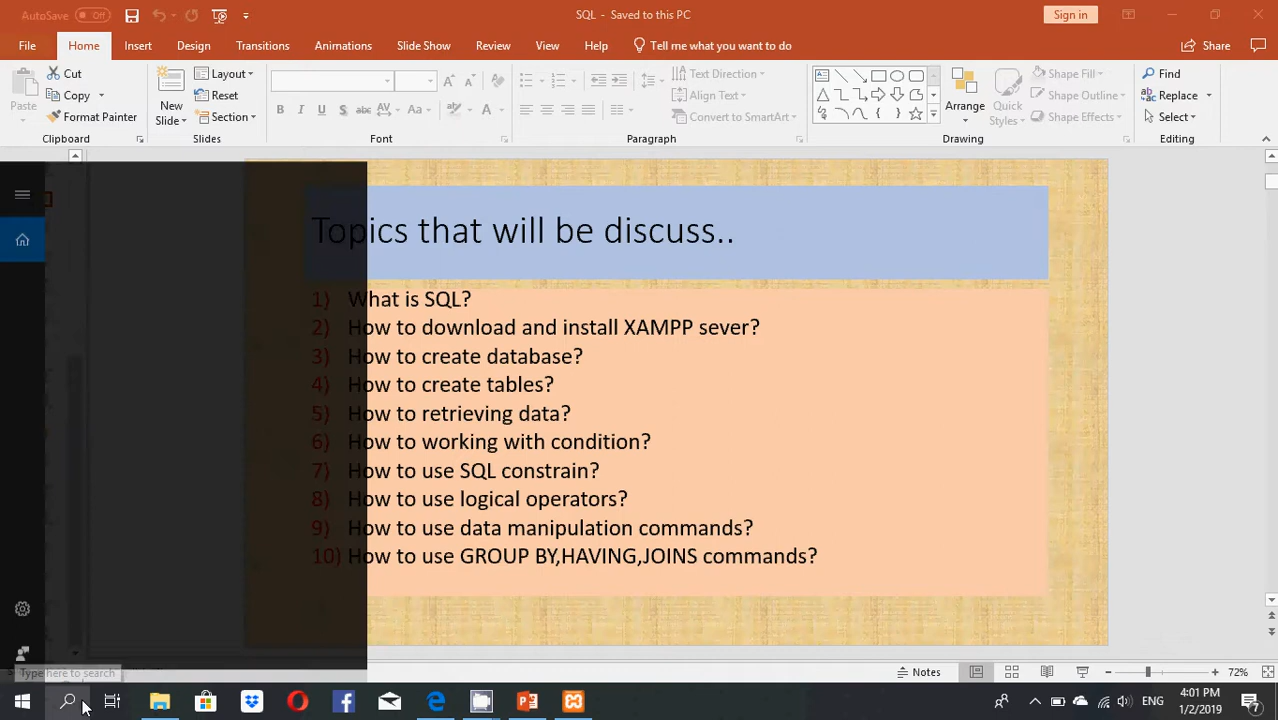 AutoSave Off
SQL - Saved to this PC
Sign in
File Home Insert Design Transitions Animations Slide Show Review View Help Tell me what you want to do Share
Paste
Cut
Copy
Format Painter
Clipboard
New Slide
Layout
Reset
Section
Slides
B I U S abc AV Aa A
Font
Text Direction
Align Text
Convert to SmartArt
Paragraph
Arrange
Quick Styles
Shape Fill
Shape Outline
Shape Effects
Drawing
Find
Replace
Select
Editing
Topics that will be discuss..
1) What is SQL?
2) How to download and install XAMPP sever?
3) How to create database?
4) How to create tables?
5) How to retrieving data?
6) How to working with condition?
7) How to use SQL constrain?
8) How to use logical operators?
9) How to use data manipulation commands?
10) How to use GROUP BY,HAVING,JOINS commands?
Type here to search
Notes
72%
ENG
4:01 PM
1/2/2019
7